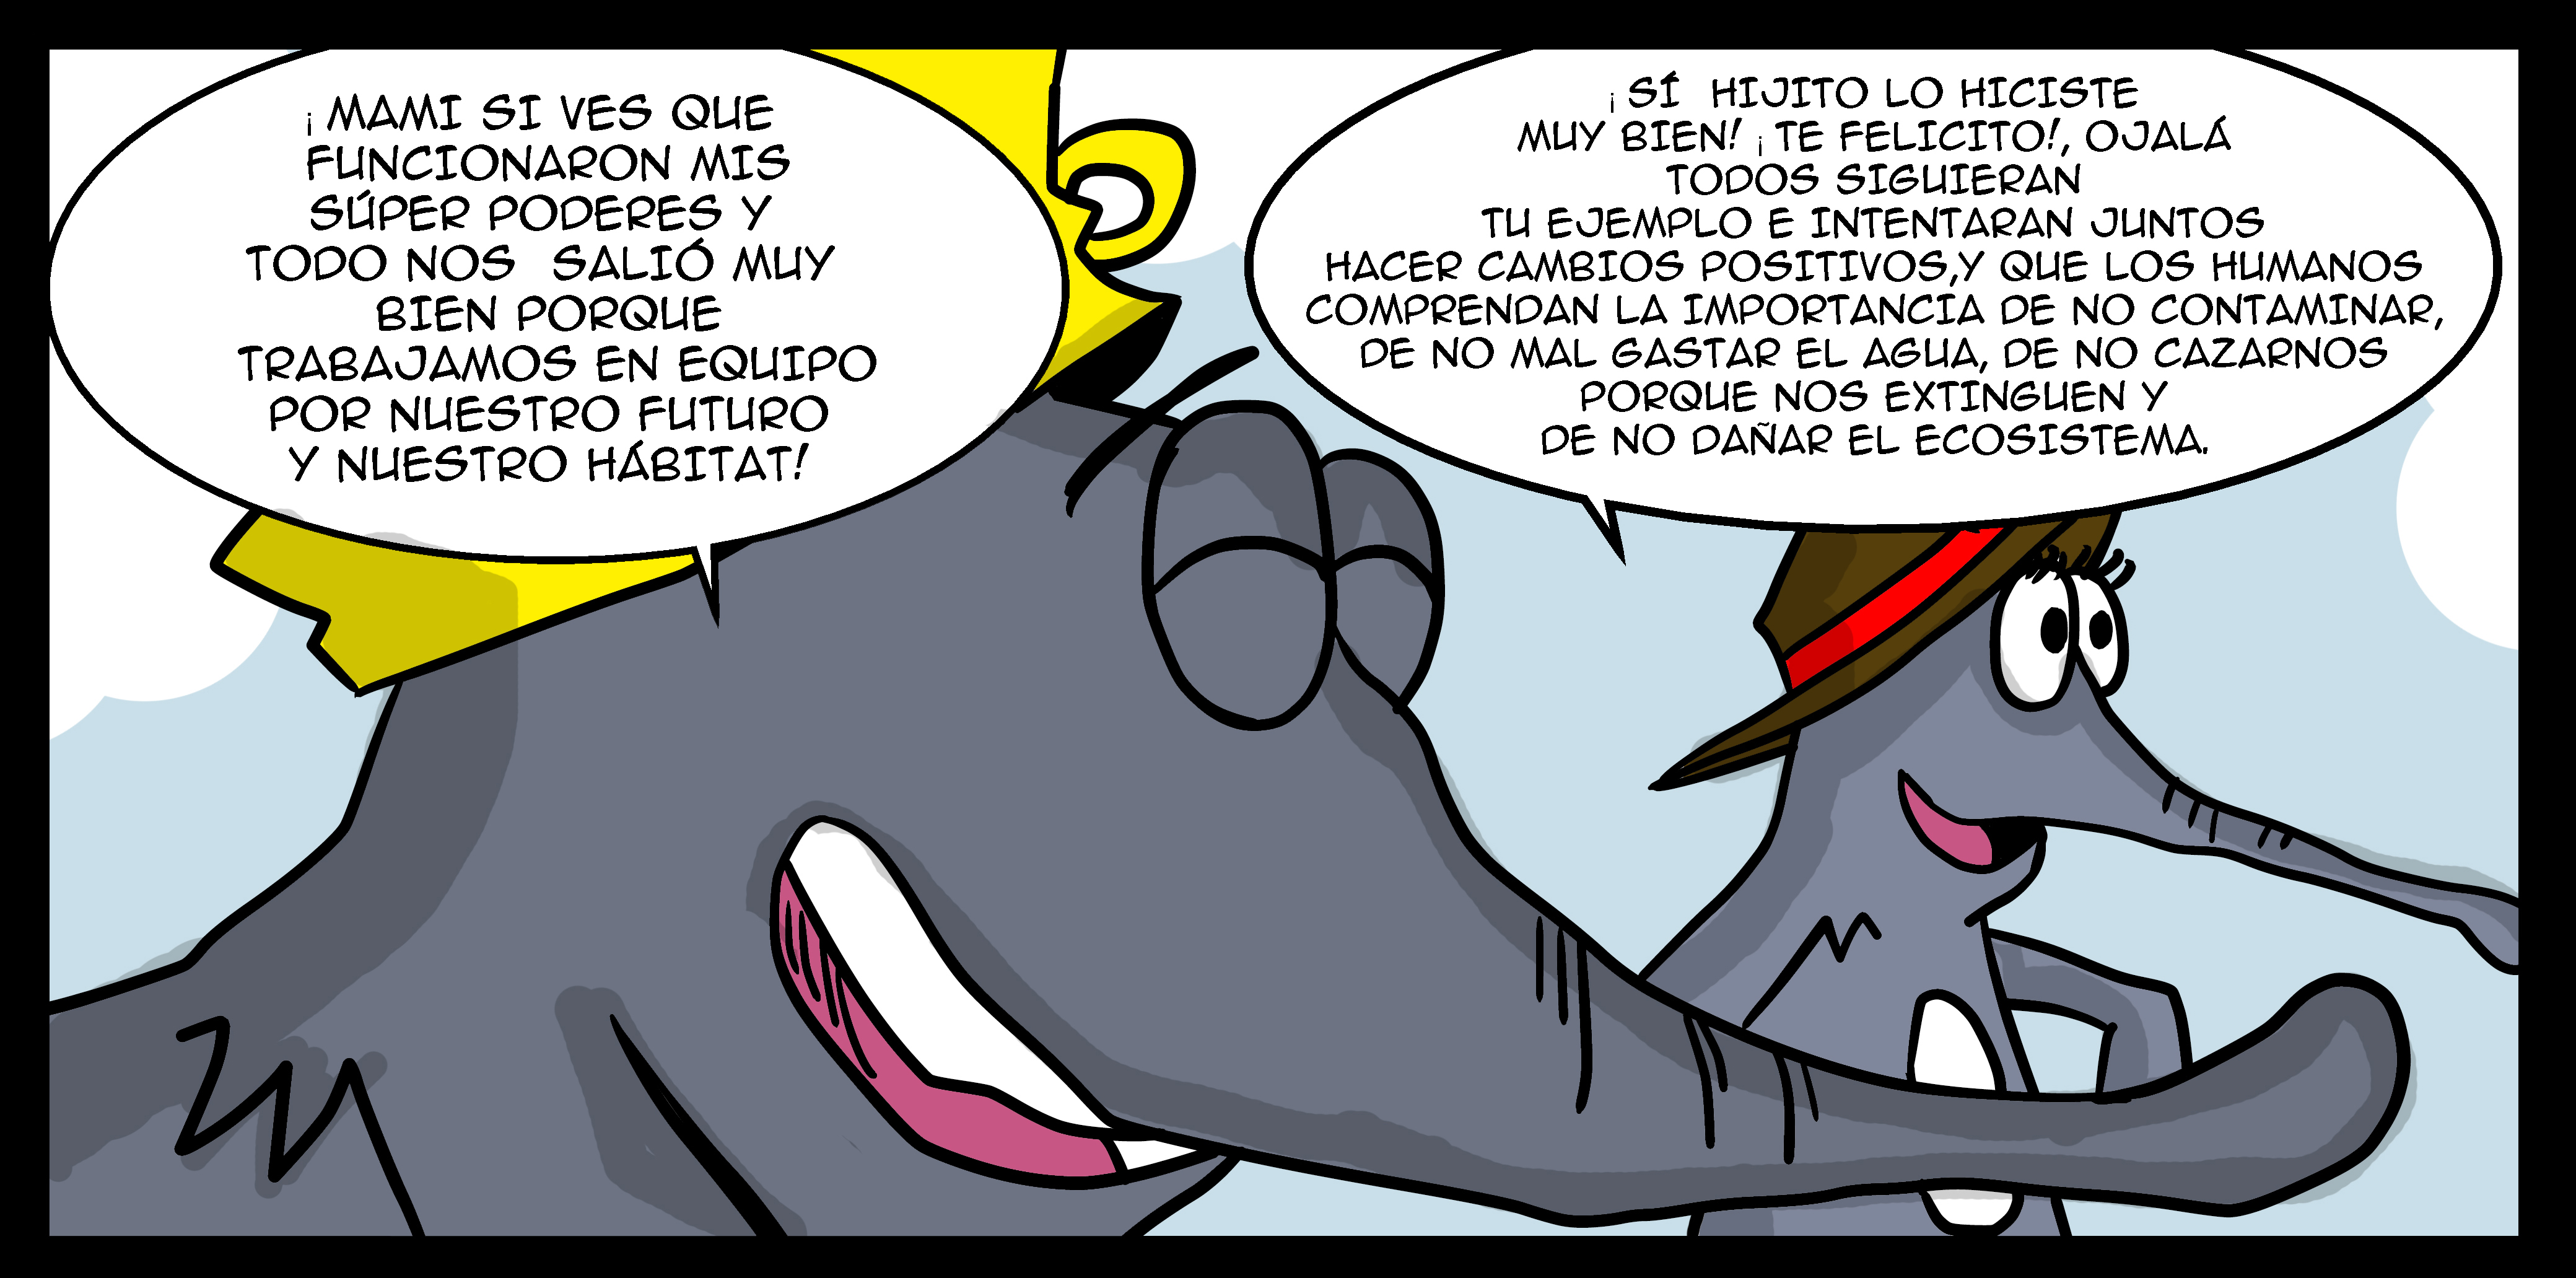 ¡ MAMI SI VES QUE
FUNCIONARON MIS
SÚPER PODERES Y
TODO NOS SALIÓ MUY
BIEN PORQUE
TRABAJAMOS EN EQUIPO
POR NUESTRO FUTURO
Y NUESTRO HÁBITAT!
¡ SÍ HIJITO LO HICISTE
MUY BIEN! ¡ TE FELICITO!, OJALÁ
TODOS SIGUIERAN
TU EJEMPLO E INTENTARAN JUNTOS
HACER CAMBIOS POSITIVOS,Y QUE LOS HUMANOS
COMPRENDAN LA IMPORTANCIA DE NO CONTAMINAR,
DE NO MAL GASTAR EL AGUA, DE NO CAZARNOS
PORQUE NOS EXTINGUEN Y
DE NO DAÑAR EL ECOSISTEMA.